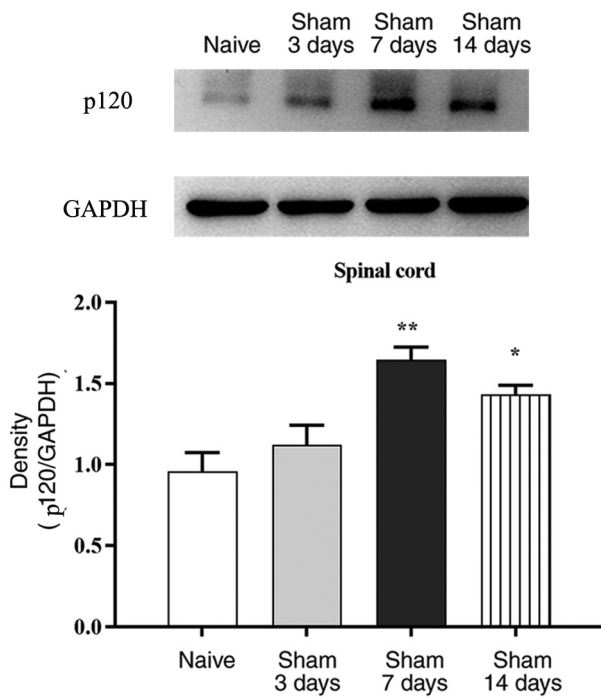 Naive
Sham
3 days
Sham
7 days
Sham
14 days
p120
GAPDH
Spinal cord
Density
( p120/GAPDH)
2.0
1.5
1.0
0.5
0.0
**
*
Naive
Sham
3 days
Sham
7 days
Sham
14 days